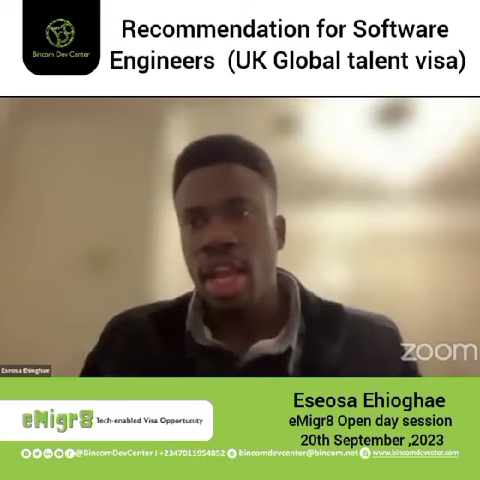 Bincom Dev Center
Recommendation for Software
Engineers (UK Global talent visa)
zoom
Eseosa Ehioghae
eMigr8 Tech-enabled Visa Opportunity
Eseosa Ehioghae
eMigr8 Open day session
20th September ,2023
@BincomDevCenter | +2347011954852 bincomdevcenter@bincom.net www.bincomdevcenter.com